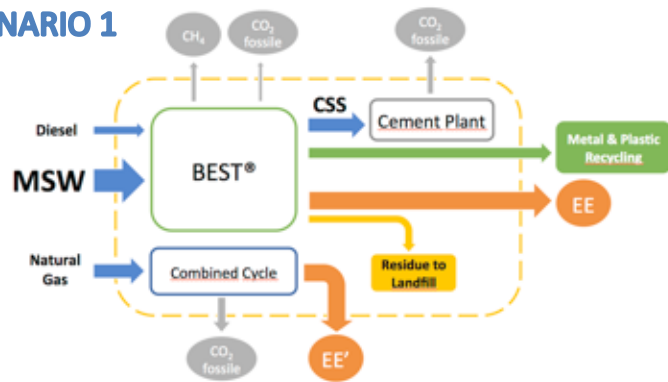 NARIO 1
CH4
CO2
fossile
CO2
fossile
Diesel
MSW
BEST®
CSS
Cement Plant
Metal & Plastic
Recycling
EE
Natural
Gas
Combined Cycle
Residue to
Landfill
CO2
fossile
EE'